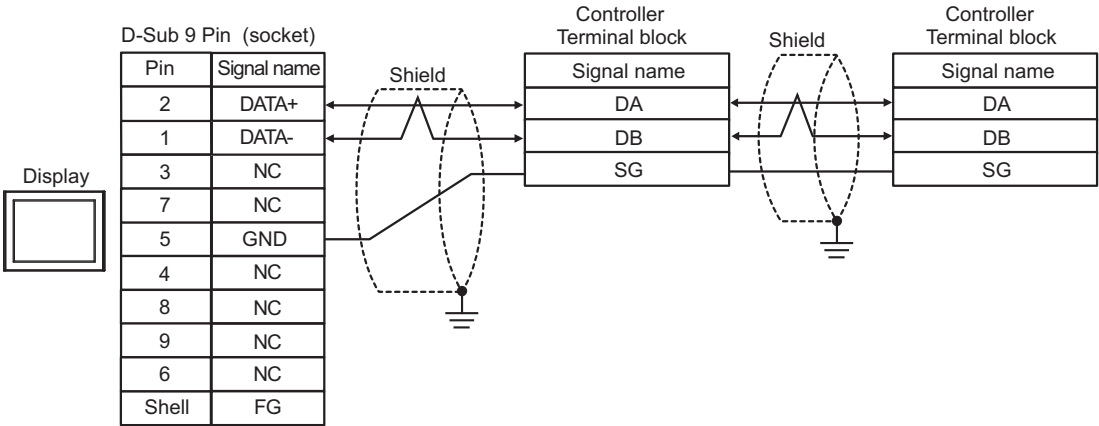 D-Sub 9 Pin (socket)
Pin Signal name
2 DATA+
1 DATA-
3 NC
7 NC
5 GND
4 NC
8 NC
9 NC
6 NC
Shell FG
Display
Shield
Controller
Terminal block
Signal name
DA
DB
SG
Shield
Controller
Terminal block
Signal name
DA
DB
SG